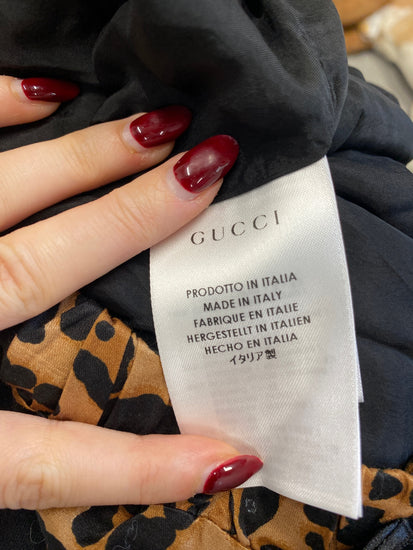 GUCCI
PRODOTTO IN ITALIA
MADE IN ITALY
FABRIQUE EN ITALIE
HERGESTELLT IN ITALIEN
HECHO EN ITALIA
イタリア製